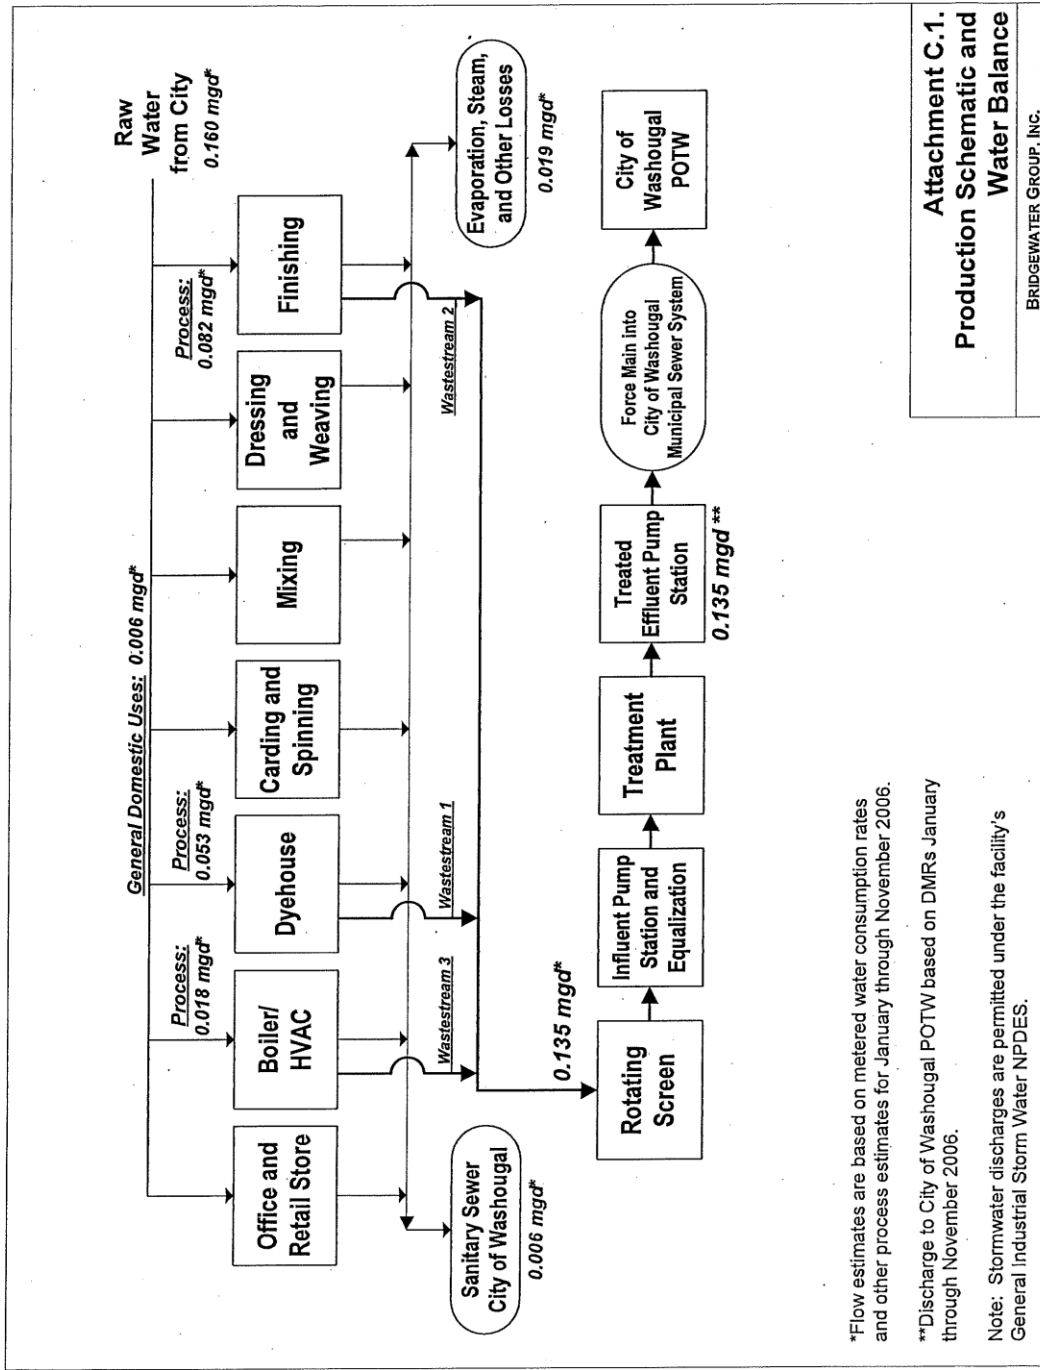 Raw
Water
from City
0.160 mgd*
General Domestic Uses: 0.006 mgd*
Process:
0.018 mgd*
Process:
0.053 mgd*
Process:
0.082 mgd*
Office and
Retail Store
Boiler/
HVAC
Dyehouse
Carding and
Spinning
Mixing
Dressing
and
Weaving
Finishing
Wastestream 3
Wastestream 1
Wastestream 2
Sanitary Sewer
City of Washougal
0.006 mgd*
Evaporation, Steam,
and Other Losses
0.019 mgd*
0.135 mgd*
Rotating
Screen
Influent Pump
Station and
Equalization
Treatment
Plant
Treated
Effluent Pump
Station
0.135 mgd**
Force Main into
City of Washougal
Municipal Sewer System
City of
Washougal
POTW
*Flow estimates are based on metered water consumption rates
and other process estimates for January through November 2006.
**Discharge to City of Washougal POTW based on DMRs January
through November 2006.
Note: Stormwater discharges are permitted under the facility's
General Industrial Storm Water NPDES.
Attachment C.1.
Production Schematic and
Water Balance
BRIDGEWATER GROUP, INC.